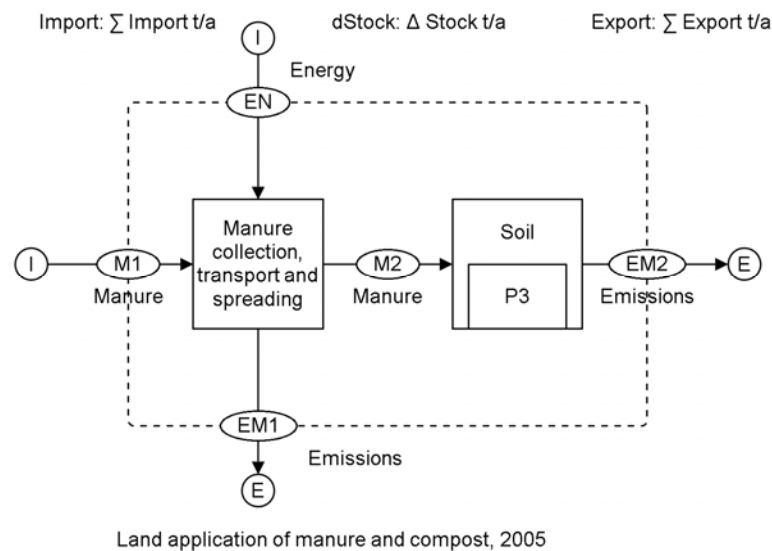 Import: ∑ Import t/a dStock: Δ Stock t/a Export: ∑ Export t/a
I
Energy
EN
Manure
collection,
transport and
spreading
Soil
I
M1
M2
EM2
E
Manure
Manure
P3
Emissions
EM1
Emissions
E
Land application of manure and compost, 2005